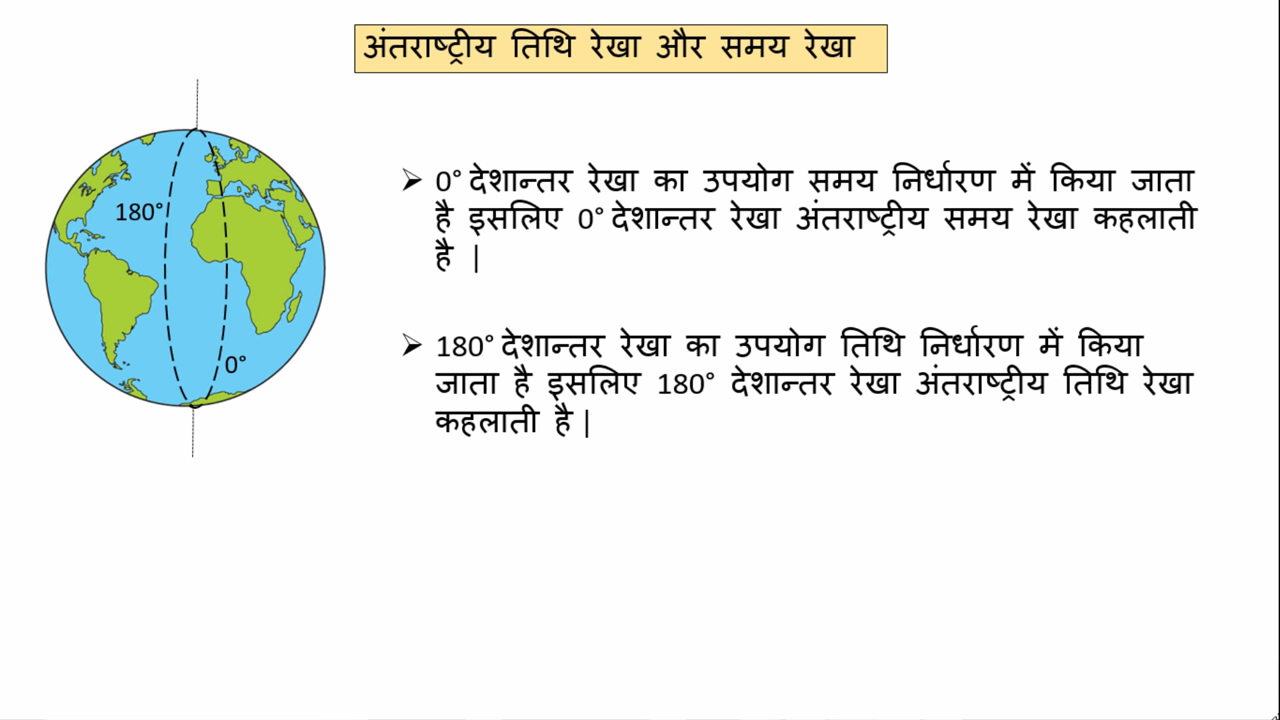 अंतराष्ट्रीय तिथि रेखा और समय रेखा
180°
0°
➢ 0° देशान्तर रेखा का उपयोग समय निर्धारण में किया जाता
है इसलिए 0° देशान्तर रेखा अंतराष्ट्रीय समय रेखा कहलाती
है |
➢ 180° देशान्तर रेखा का उपयोग तिथि निर्धारण में किया
जाता है इसलिए 180° देशान्तर रेखा अंतराष्ट्रीय तिथि रेखा
कहलाती है |